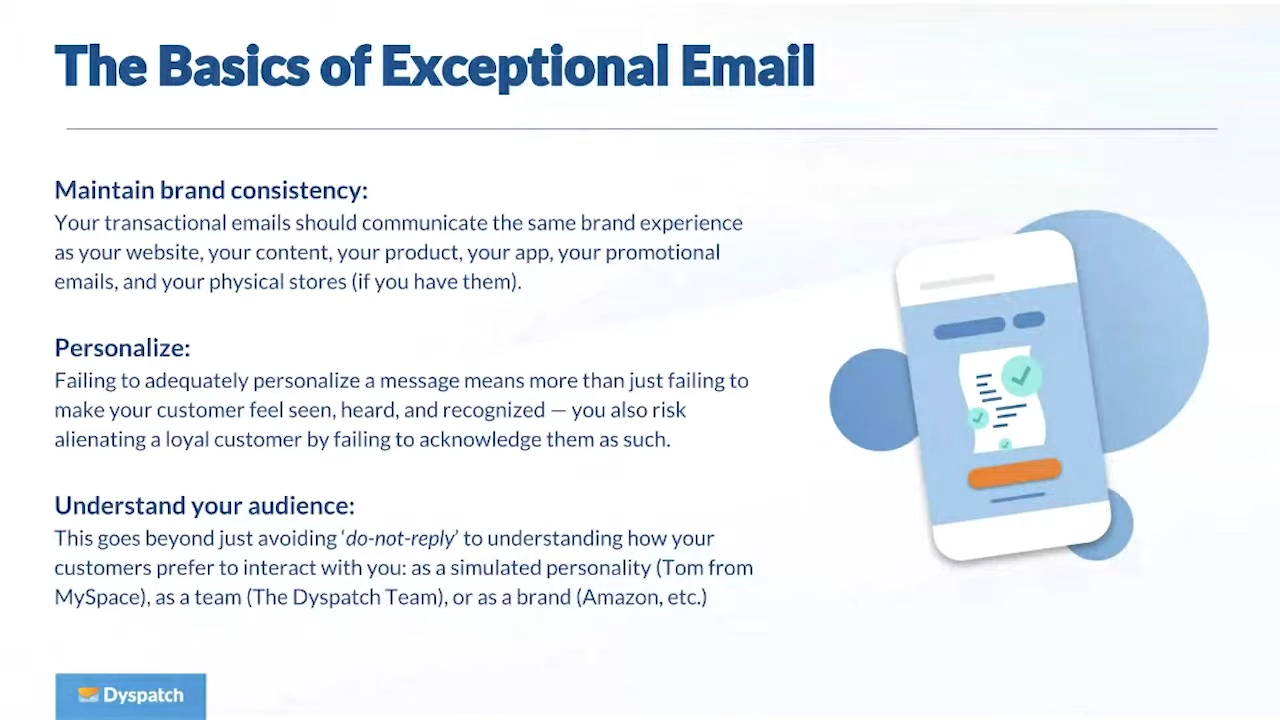 The Basics of Exceptional Email
Maintain brand consistency:
Your transactional emails should communicate the same brand experience
as your website, your content, your product, your app, your promotional
emails, and your physical stores (if you have them).
Personalize:
Failing to adequately personalize a message means more than just failing to
make your customer feel seen, heard, and recognized — you also risk
alienating a loyal customer by failing to acknowledge them as such.
Understand your audience:
This goes beyond just avoiding ‘do-not-reply’ to understanding how your
customers prefer to interact with you: as a simulated personality (Tom from
MySpace), as a team (The Dyspatch Team), or as a brand (Amazon, etc.)
Dyspatch